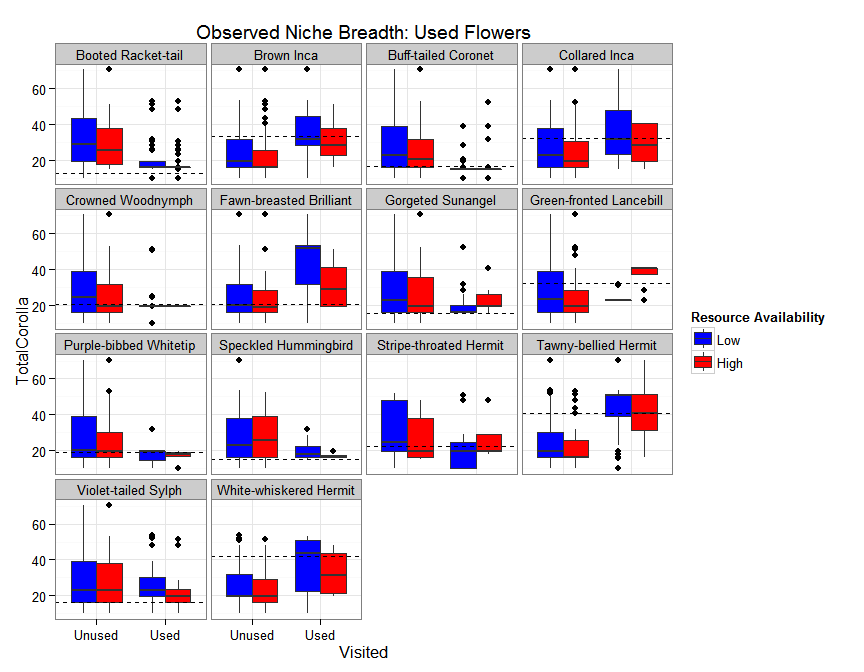 Observed Niche Breadth: Used Flowers
Booted Racket-tail Brown Inca Buff-tailed Coronet Collared Inca
60
40
20
Crowned Woodnymph Fawn-breasted Brilliant Gorgeted Sunangel Green-fronted Lancebill
60
40
20
Purple-bibbed Whitetip Speckled Hummingbird Stripe-throated Hermit Tawny-bellied Hermit
60
40
20
Violet-tailed Sylph White-whiskered Hermit
60
40
20
Unused Used Unused Used
Visited
TotalCorolla
Resource Availability
Low
High